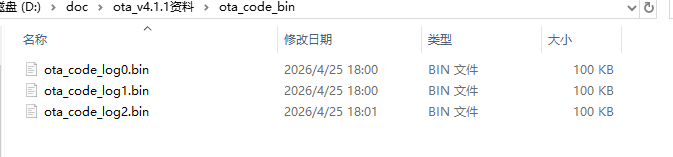 磁盘 (D:) › doc › ota_v4.1.1资料 › ota_code_bin
名称 修改日期 类型 大小
ota_code_log0.bin 2026/4/25 18:00 BIN 文件 100 KB
ota_code_log1.bin 2026/4/25 18:00 BIN 文件 100 KB
ota_code_log2.bin 2026/4/25 18:01 BIN 文件 100 KB